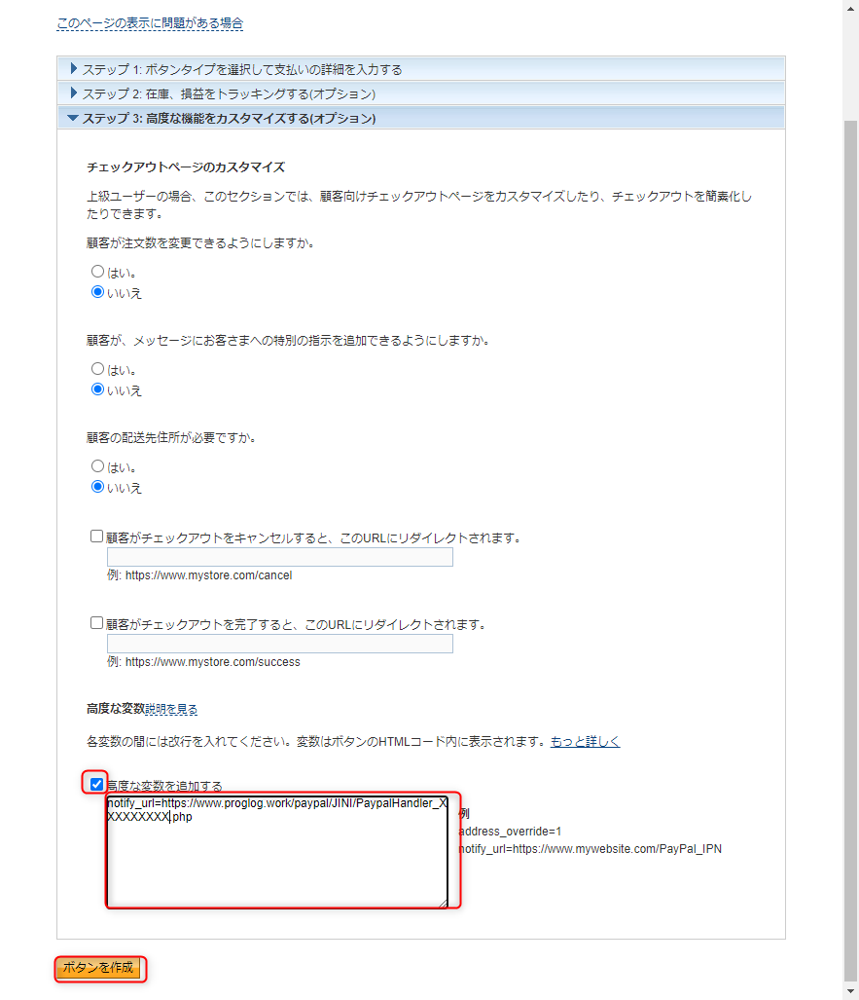 このページの表示に問題がある場合
ステップ 1: ボタンタイプを選択して支払いの詳細を入力する
ステップ 2: 在庫、損益をトラッキングする(オプション)
ステップ 3: 高度な機能をカスタマイズする(オプション)
チェックアウトページのカスタマイズ
上級ユーザーの場合、このセクションでは、顧客向けチェックアウトページをカスタマイズしたり、チェックアウトを簡素化し
たりできます。
顧客が注文数を変更できるようにしますか。
はい。
いいえ
顧客が、メッセージにお客さまへの特別の指示を追加できるようにしますか。
はい。
いいえ
顧客の配送先住所が必要ですか。
はい。
いいえ
顧客がチェックアウトをキャンセルすると、このURLにリダイレクトされます。
例: https://www.mystore.com/cancel
顧客がチェックアウトを完了すると、このURLにリダイレクトされます。
例: https://www.mystore.com/success
高度な変数説明を見る
各変数の間には改行を入れてください。変数はボタンのHTMLコード内に表示されます。もっと詳しく
高度な変数を追加する
notify_url=https://www.proglog.work/paypal/JINI/PaypalHandler_X
XXXXXXXXX.php
例
address_override=1
notify_url=https://www.mywebsite.com/PayPal_IPN
ボタンを作成